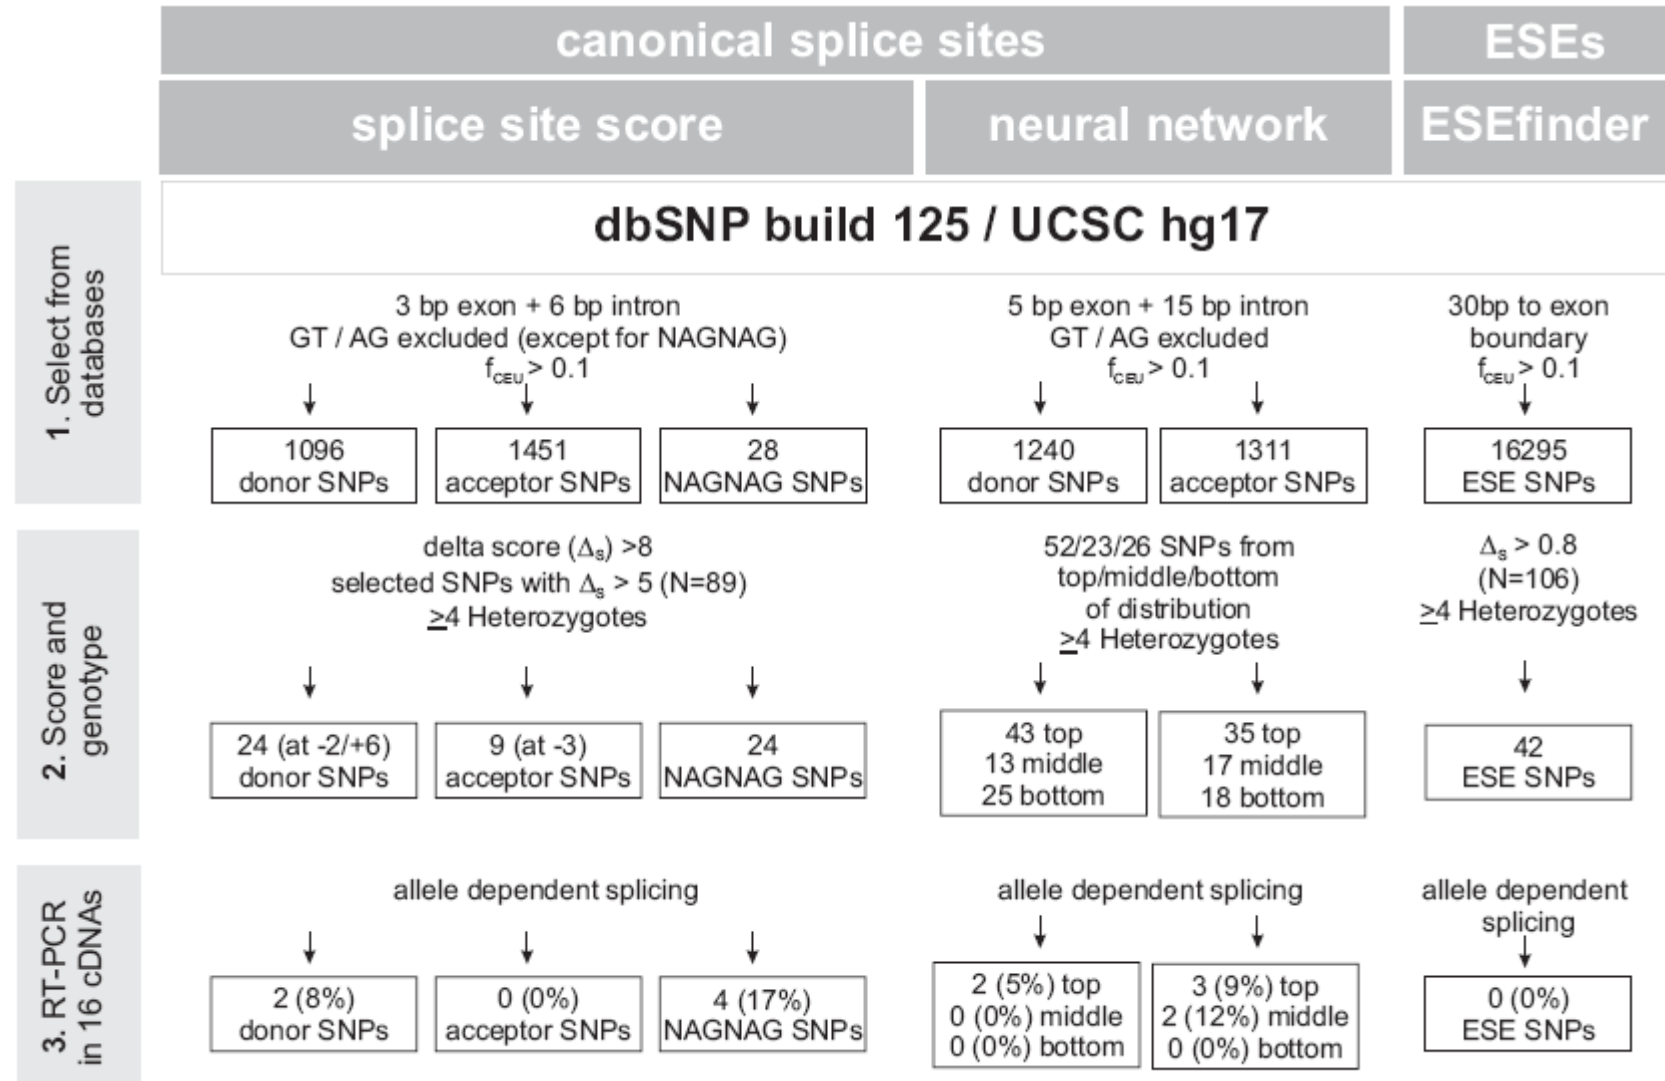 canonical splice sites
ESEs
splice site score
neural network
ESEfinder
1. Select from
databases
dbSNP build 125 / UCSC hg17
3 bp exon + 6 bp intron
GT / AG excluded (except for NAGNAG)
fCEU > 0.1
5 bp exon + 15 bp intron
GT / AG excluded
fCEU > 0.1
30bp to exon
boundary
fCEU > 0.1
1096
donor SNPs
1451
acceptor SNPs
28
NAGNAG SNPs
1240
donor SNPs
1311
acceptor SNPs
16295
ESE SNPs
2. Score and
genotype
delta score (Δs) >8
selected SNPs with Δs > 5 (N=89)
≥4 Heterozygotes
52/23/26 SNPs from
top/middle/bottom
of distribution
≥4 Heterozygotes
Δs > 0.8
(N=106)
≥4 Heterozygotes
24 (at -2/+6)
donor SNPs
9 (at -3)
acceptor SNPs
24
NAGNAG SNPs
43 top
13 middle
25 bottom
35 top
17 middle
18 bottom
42
ESE SNPs
3. RT-PCR
in 16 cDNAs
allele dependent splicing
allele dependent splicing
allele dependent
splicing
2 (8%)
donor SNPs
0 (0%)
acceptor SNPs
4 (17%)
NAGNAG SNPs
2 (5%) top
0 (0%) middle
0 (0%) bottom
3 (9%) top
2 (12%) middle
0 (0%) bottom
0 (0%)
ESE SNPs